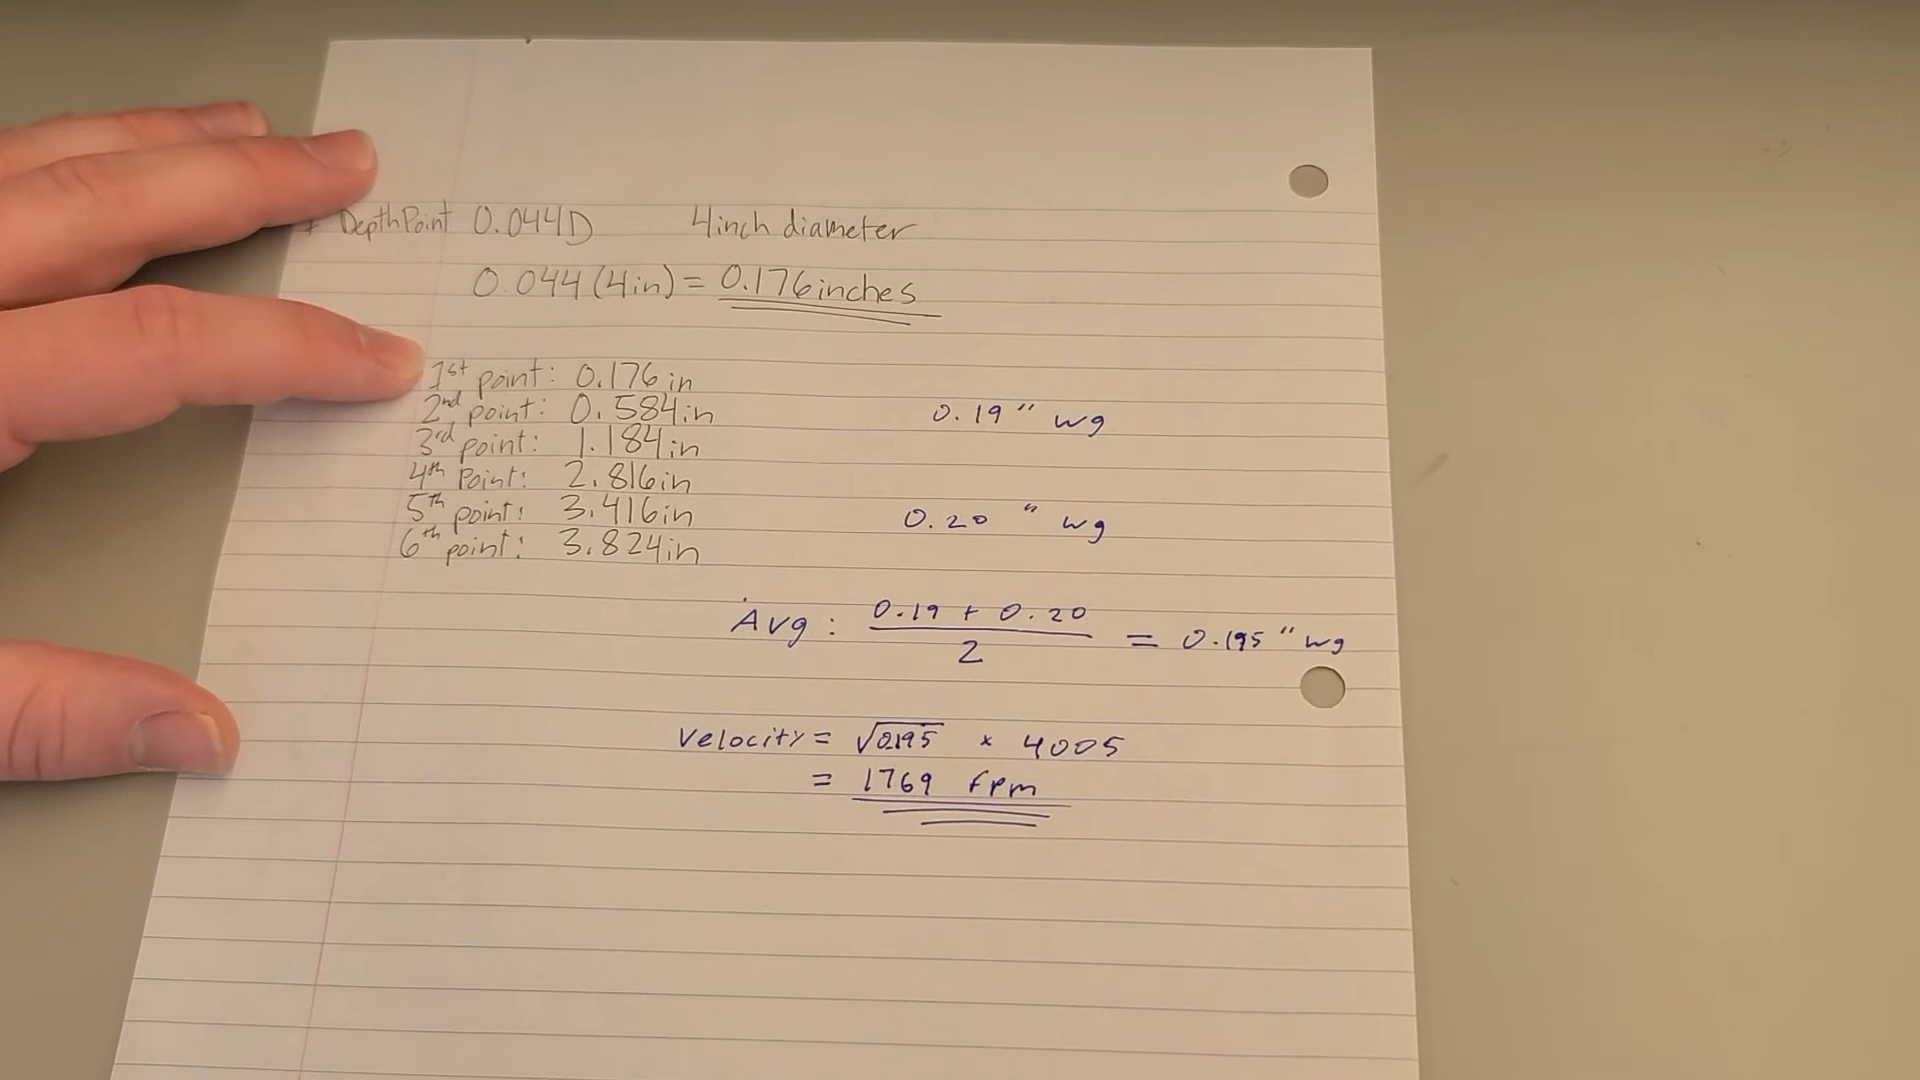 DepthPoint 0.044D 4inch diameter
0.044(4in) = 0.176inches
1st point: 0.176in
2nd point: 0.584in 0.19" wg
3rd point: 1.184in
4th Point: 2.816in
5th point: 3.416in 0.20 " wg
6th point: 3.824in
Avg: 0.19 + 0.20 / 2 = 0.195" wg
Velocity = √0.195 × 4005
= 1769 fpm